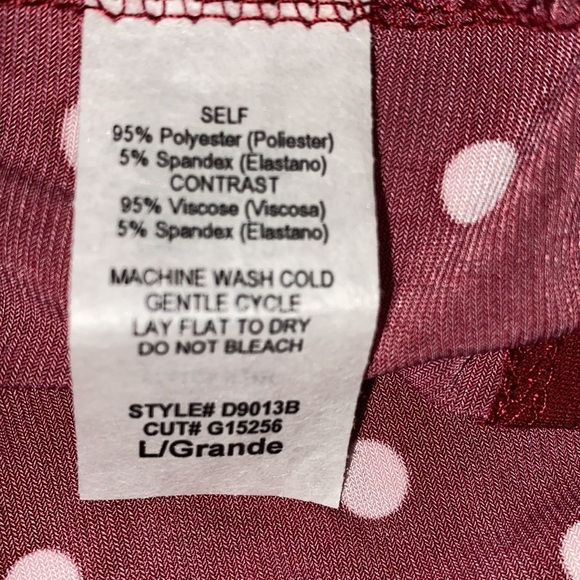 SELF
95% Polyester (Poliester)
5% Spandex (Elastano)
CONTRAST
95% Viscose (Viscosa)
5% Spandex (Elastano)
MACHINE WASH COLD
GENTLE CYCLE
LAY FLAT TO DRY
DO NOT BLEACH
STYLE# D9013B
CUT# G15256
L/Grande